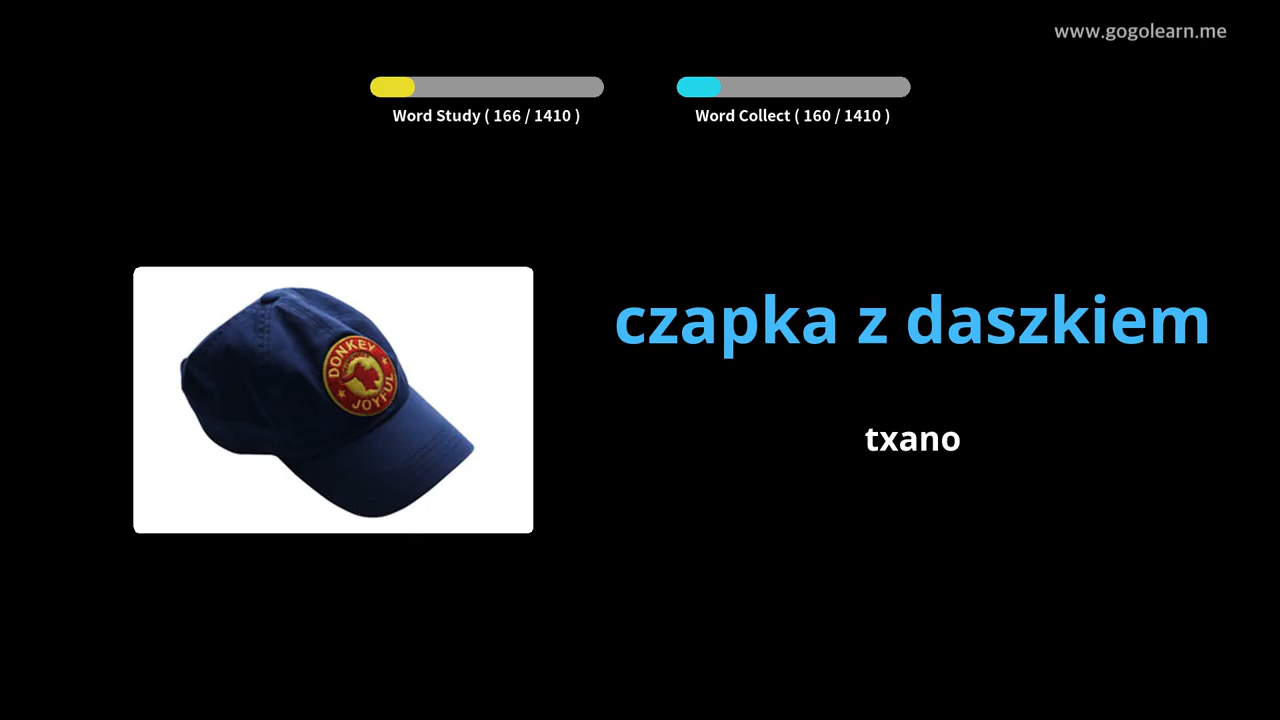 www.gogolearn.me
Word Study ( 166 / 1410 )
Word Collect ( 160 / 1410 )
czapka z daszkiem
txano
DONKEY
JOYFUL